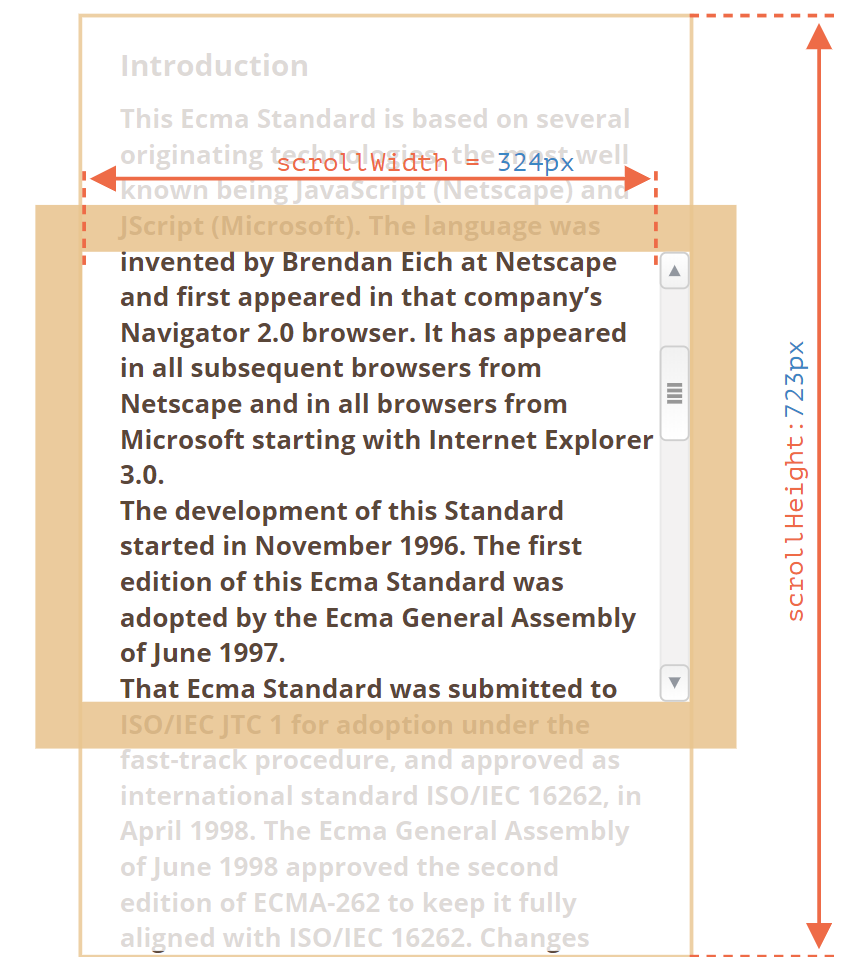 Introduction
This Ecma Standard is based on several
originating technologies, the most well
scrollWidth = 324px
known being JavaScript (Netscape) and
JScript (Microsoft). The language was
invented by Brendan Eich at Netscape
and first appeared in that company’s
Navigator 2.0 browser. It has appeared
in all subsequent browsers from
Netscape and in all browsers from
Microsoft starting with Internet Explorer
3.0.
The development of this Standard
started in November 1996. The first
edition of this Ecma Standard was
adopted by the Ecma General Assembly
of June 1997.
That Ecma Standard was submitted to
ISO/IEC JTC 1 for adoption under the
fast-track procedure, and approved as
international standard ISO/IEC 16262, in
April 1998. The Ecma General Assembly
of June 1998 approved the second
edition of ECMA-262 to keep it fully
aligned with ISO/IEC 16262. Changes
scrollHeight:723px